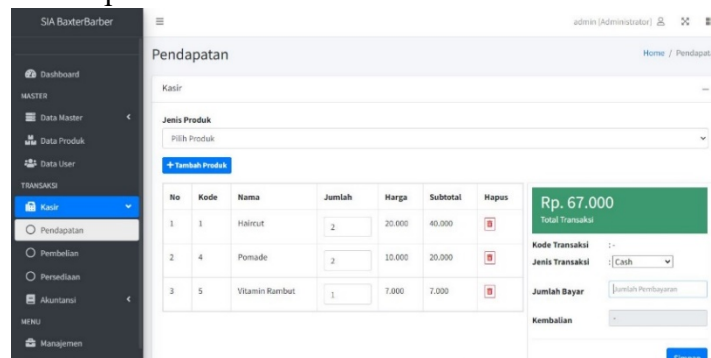 SIA BaxterBarber
admin [Administrator]
Pendapatan
Home / Pendapat
Dashboard
MASTER
Data Master
Data Produk
Data User
TRANSAKSI
Kasir
Pendapatan
Pembelian
Persediaan
Akuntansi
MENU
Manajemen
Kasir
Jenis Produk
Pilih Produk
+ Tambah Produk
No Kode Nama Jumlah Harga Subtotal Hapus
1 1 Haircut 2 20.000 40.000
2 4 Pomade 2 10.000 20.000
3 5 Vitamin Rambut 1 7.000 7.000
Rp. 67.000
Total Transaksi
Kode Transaksi : -
Jenis Transaksi : Cash
Jumlah Bayar Jumlah Pembayaran
Kembalian -